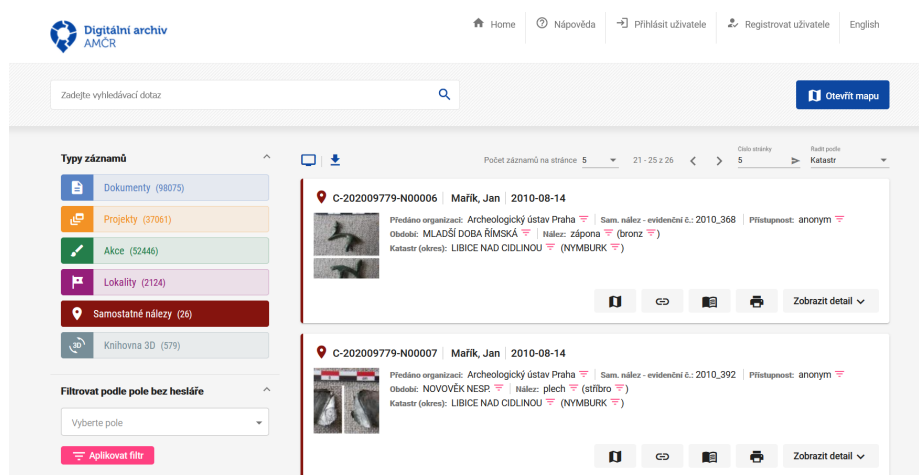 Digitální archiv
AMČR
Home
Nápověda
Přihlásit uživatele
Registrovat uživatele
English
Zadejte vyhledávací dotaz
Otevřít mapu
Typy záznamů
Dokumenty (98075)
Projekty (37061)
Akce (52446)
Lokality (2124)
Samostatné nálezy (26)
3D
Knihovna 3D (579)
Filtrovat podle pole bez hesláře
Vyberte pole
Aplikovat filtr
Počet záznamů na stránce 5
21 - 25 z 26
Číslo stránky
5
Řadit podle
Katastr
C-202009779-N00006 Mařík, Jan 2010-08-14
Předáno organizaci: Archeologický ústav Praha Sam. nález - evidenční č.: 2010_368 Přístupnost: anonym
Období: MLADŠÍ DOBA ŘÍMSKÁ Nález: zápona (bronz )
Katastr (okres): LIBICE NAD CIDLINOU (NYMBURK )
Zobrazit detail
C-202009779-N00007 Mařík, Jan 2010-08-14
Předáno organizaci: Archeologický ústav Praha Sam. nález - evidenční č.: 2010_392 Přístupnost: anonym
Období: NOVOVĚK NESP. Nález: plech (stříbro )
Katastr (okres): LIBICE NAD CIDLINOU (NYMBURK )
Zobrazit detail